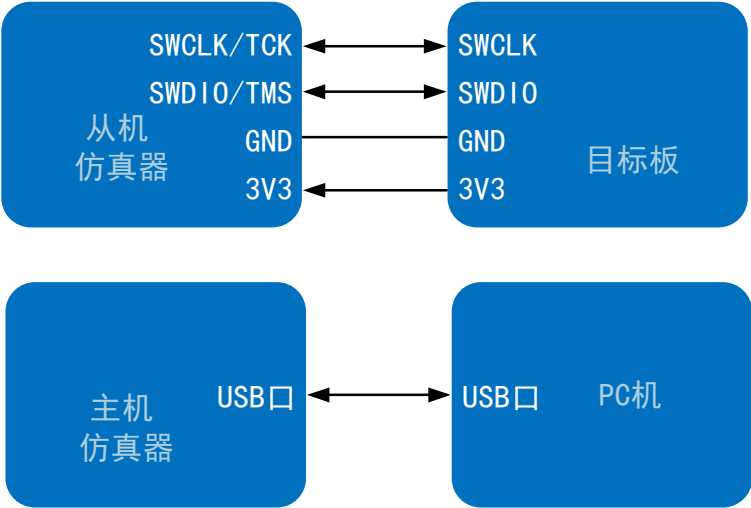 SWCLK/TCK
SWDIO/TMS
GND
3V3
从机
仿真器
SWCLK
SWDIO
GND
3V3
目标板
主机
仿真器
USB口
USB口
PC机